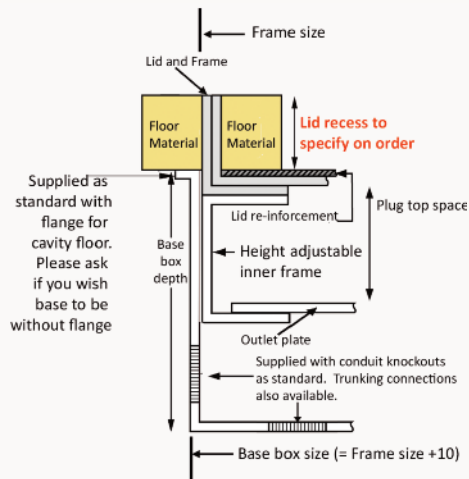 Frame size
Lid and Frame
Floor
Material
Floor
Material
Lid recess to
specify on order
Supplied as
standard with
flange for
cavity floor.
Please ask
if you wish
base to be
without flange
Base
box
depth
Lid re-inforcement
Plug top space
Height adjustable
inner frame
Outlet plate
Supplied with conduit knockouts
as standard. Trunking connections
also available.
Base box size (= Frame size +10)